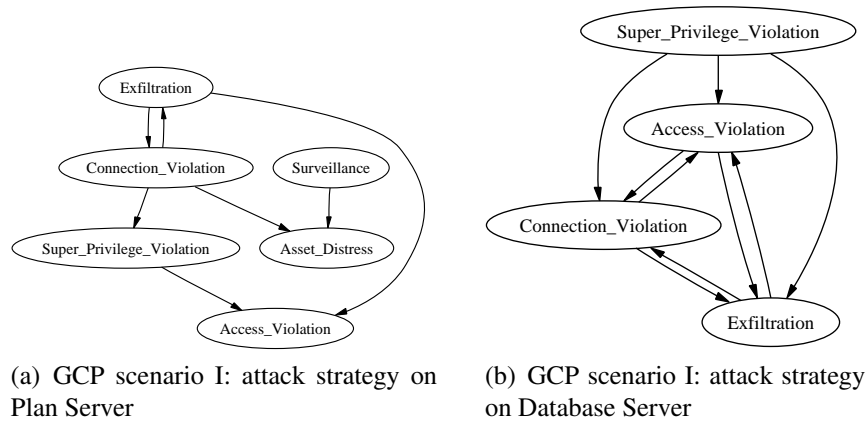 Exfiltration
Connection_Violation
Surveillance
Super_Privilege_Violation
Asset_Distress
Access_Violation
(a) GCP scenario I: attack strategy on
Plan Server
Super_Privilege_Violation
Access_Violation
Connection_Violation
Exfiltration
(b) GCP scenario I: attack strategy
on Database Server